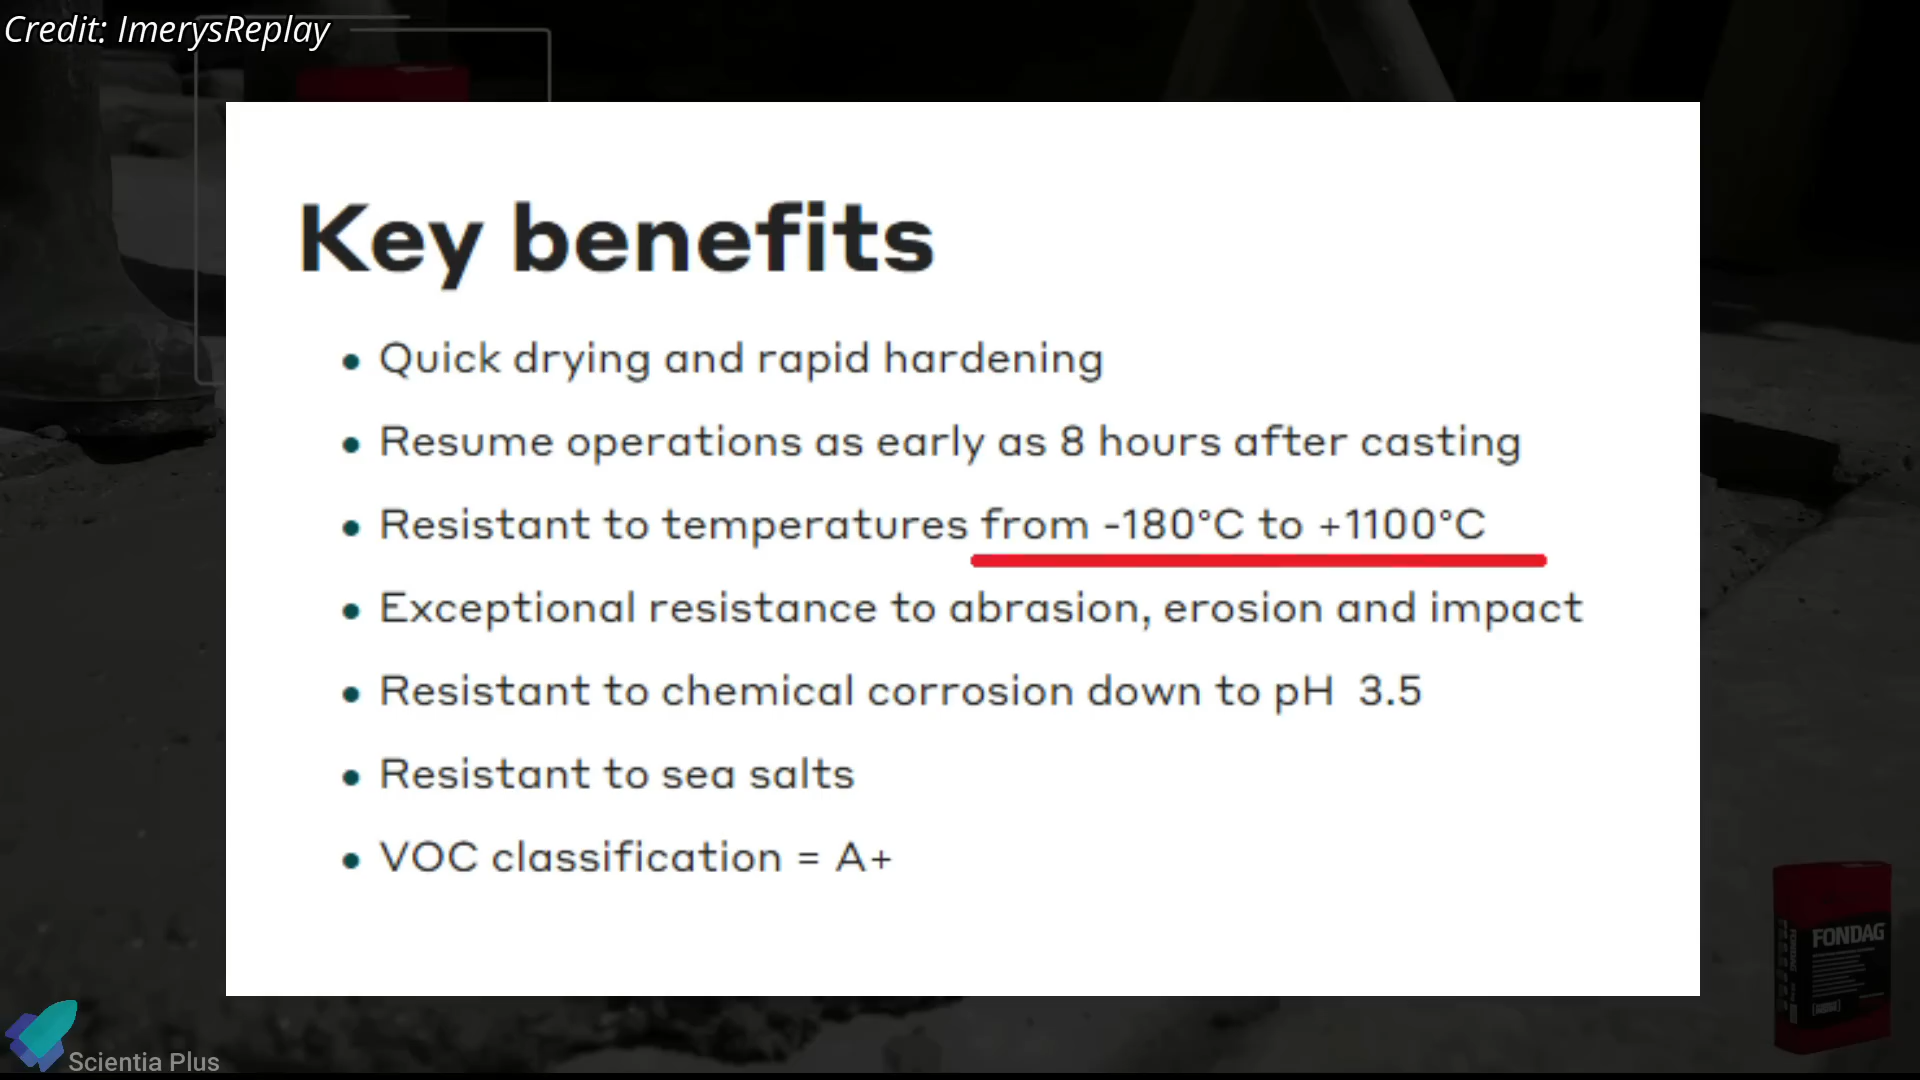 Credit: ImerysReplay
Key benefits
• Quick drying and rapid hardening
• Resume operations as early as 8 hours after casting
• Resistant to temperatures from -180°C to +1100°C
• Exceptional resistance to abrasion, erosion and impact
• Resistant to chemical corrosion down to pH 3.5
• Resistant to sea salts
• VOC classification = A+
FONDAG
Scientia Plus